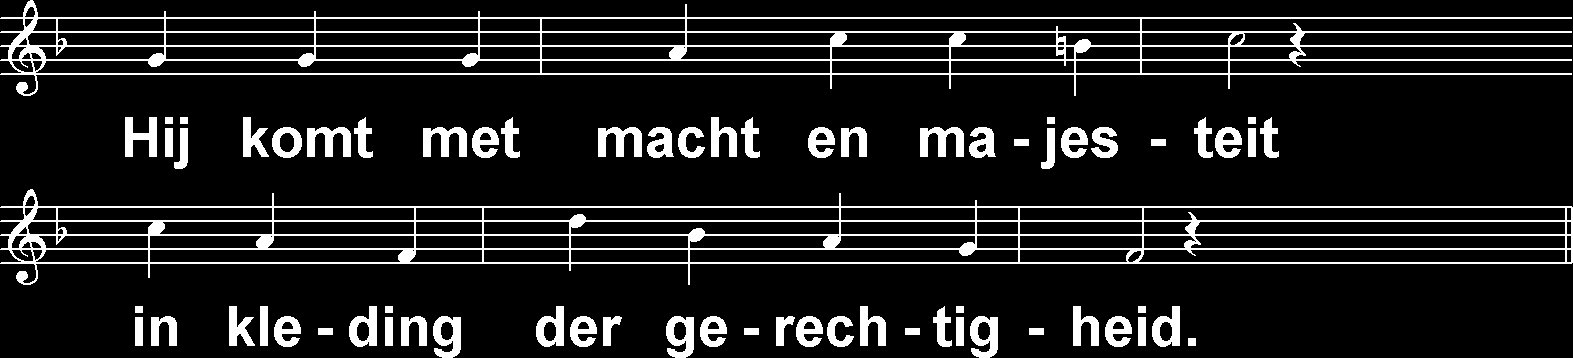 Hij komt met macht en ma - jes - teit
in kle - ding der ge - rech - tig - heid.